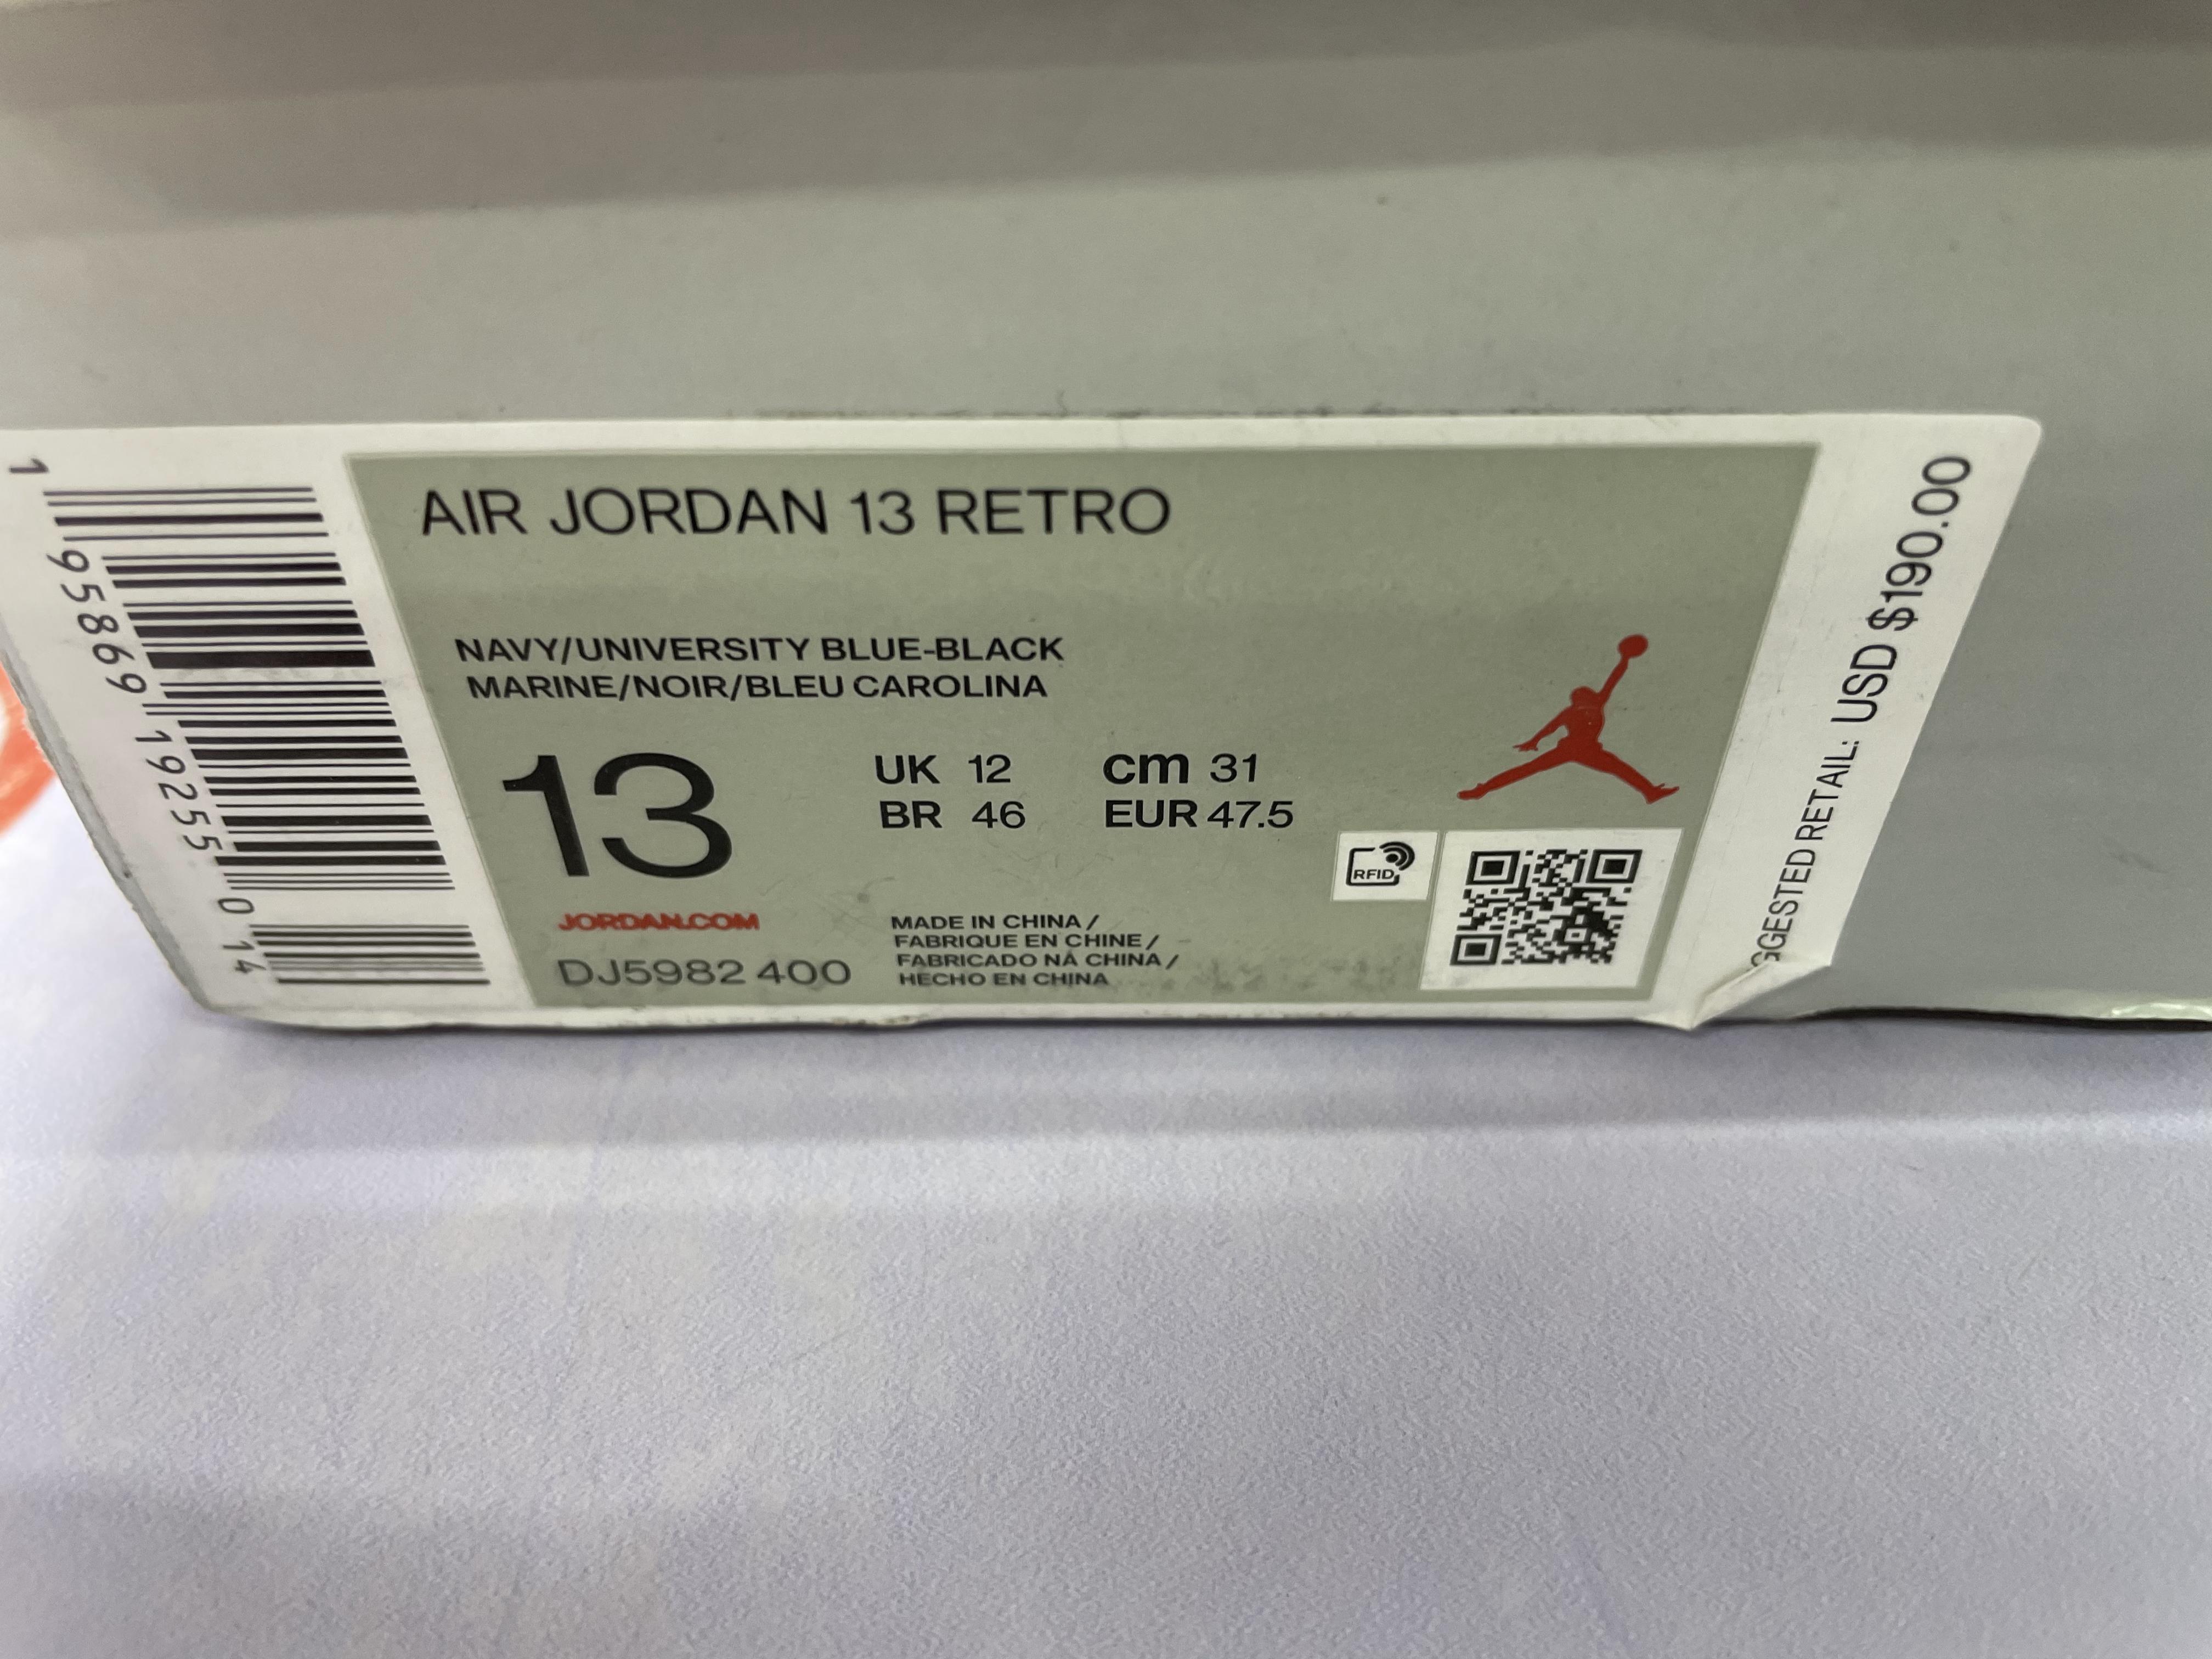 AIR JORDAN 13 RETRO
NAVY/UNIVERSITY BLUE-BLACK
MARINE/NOIR/BLEU CAROLINA
13
UK 12 cm 31
BR 46 EUR 47.5
RFID
JORDAN.COM
DJ5982 400
MADE IN CHINA /
FABRIQUE EN CHINE /
FABRICADO NA CHINA /
HECHO EN CHINA
1 95869 19255 0 14
GGESTED RETAIL: USD $190.00